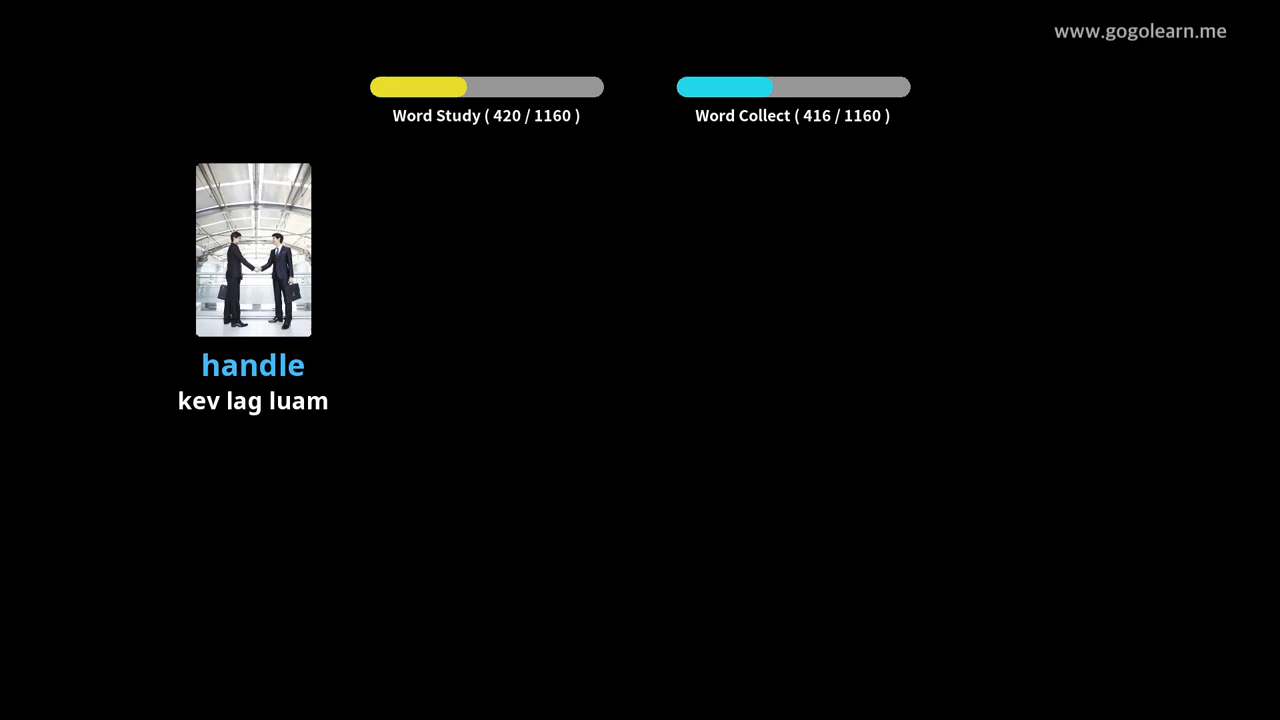 www.gogolearn.me
Word Study ( 420 / 1160 )
Word Collect ( 416 / 1160 )
handle
kev lag luam